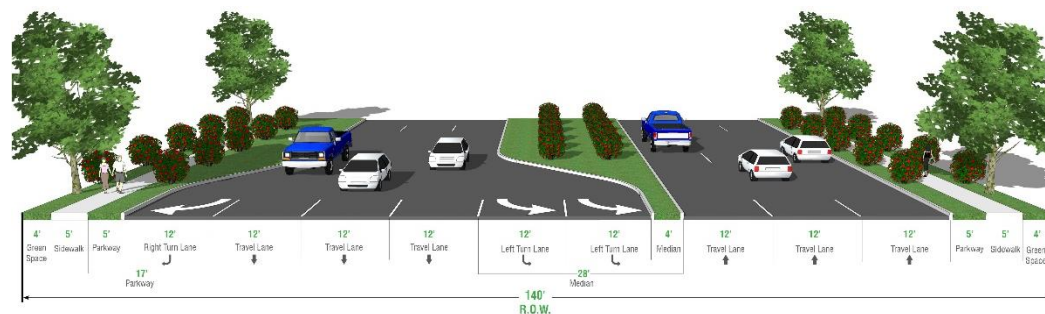 4' 5' 5' 12' 12' 12' 12' 12' 12' 4' 12' 12' 12' 5' 5' 4'
Green Space Sidewalk Parkway Right Turn Lane Travel Lane Travel Lane Travel Lane Left Turn Lane Left Turn Lane Median Travel Lane Travel Lane Travel Lane Parkway Sidewalk Green Space
17'
Parkway
28'
Median
140'
R.O.W.